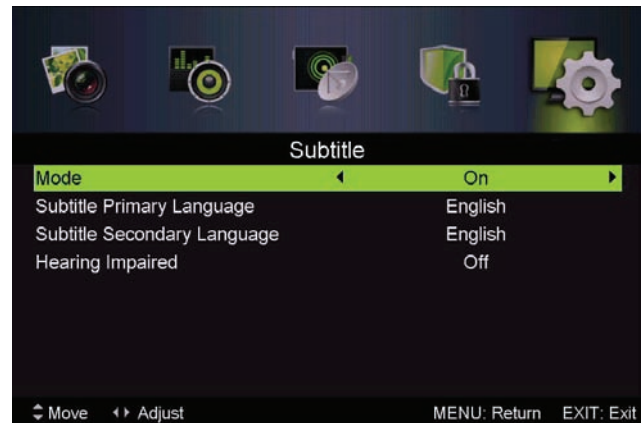 Subtitle
Mode On
Subtitle Primary Language English
Subtitle Secondary Language English
Hearing Impaired Off
Move Adjust MENU: Return EXIT: Exit